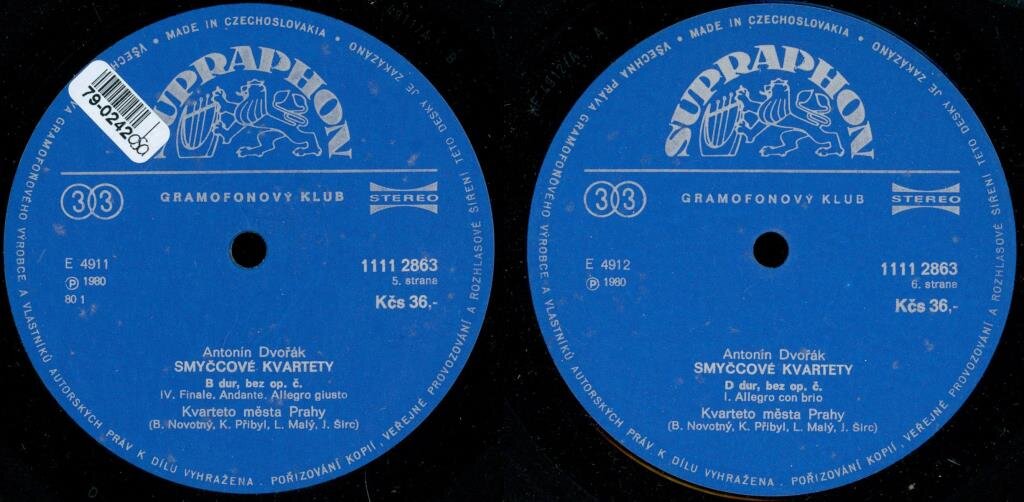 VŠECHNA PRÁVA GRAMOFONOVÉHO VÝROBCE A VLASTNÍKŮ AUTORSKÝCH PRÁV K DÍLU VYHRAŽENA . POŘIZOVÁNÍ KOPIÍ, VEŘEJNÉ PROVOZOVÁNÍ A ROZHLASOVÉ ŠÍŘENÍ TÉTO DESKY JE ZAKÁZÁNO • MADE IN CZECHOSLOVAKIA •
SUPRAPHON
79-0242
33
GRAMOFONOVÝ KLUB
STEREO
E 4911
1111 2863
℗ 1980
5. strana
80 1
Kčs 36,-
Antonín Dvořák
SMYČCOVÉ KVARTETY
B dur, bez op. č.
IV. Finale. Andante. Allegro giusto
Kvarteto města Prahy
(B. Novotný, K. Přibyl, L. Malý, J. Širc)
VŠECHNA PRÁVA GRAMOFONOVÉHO VÝROBCE A VLASTNÍKŮ AUTORSKÝCH PRÁV K DÍLU VYHRAŽENA . POŘIZOVÁNÍ KOPIÍ, VEŘEJNÉ PROVOZOVÁNÍ A ROZHLASOVÉ ŠÍŘENÍ TÉTO DESKY JE ZAKÁZÁNO • MADE IN CZECHOSLOVAKIA •
SUPRAPHON
33
GRAMOFONOVÝ KLUB
STEREO
E 4912
1111 2863
℗ 1980
6. strana
Kčs 36,-
Antonín Dvořák
SMYČCOVÉ KVARTETY
D dur, bez op. č.
I. Allegro con brio
Kvarteto města Prahy
(B. Novotný, K. Přibyl, L. Malý, J. Širc)